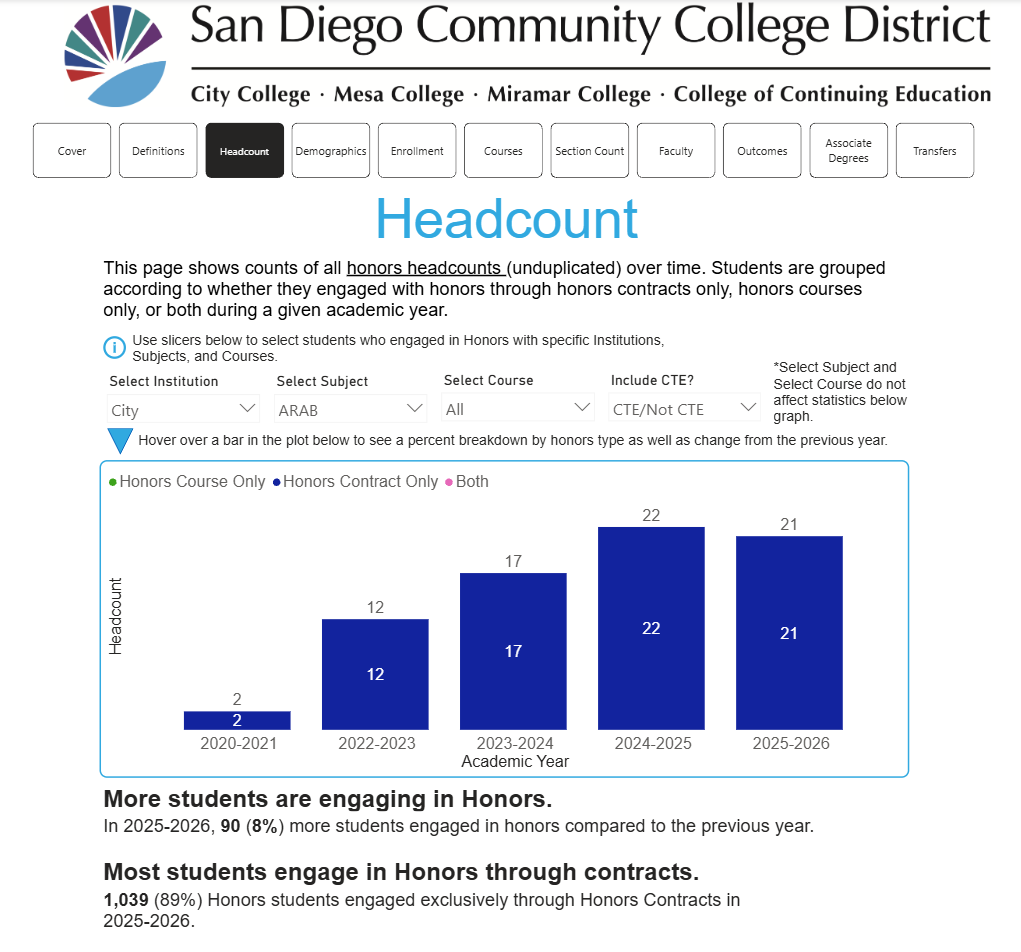 San Diego Community College District
City College · Mesa College · Miramar College · College of Continuing Education
Cover
Definitions
Headcount
Demographics
Enrollment
Courses
Section Count
Faculty
Outcomes
Associate
Degrees
Transfers
Headcount
This page shows counts of all honors headcounts (unduplicated) over time. Students are grouped
according to whether they engaged with honors through honors contracts only, honors courses
only, or both during a given academic year.
i
Use slicers below to select students who engaged in Honors with specific Institutions,
Subjects, and Courses.
Select Institution
City
Select Subject
ARAB
Select Course
All
Include CTE?
CTE/Not CTE
*Select Subject and
Select Course do not
affect statistics below
graph.
Hover over a bar in the plot below to see a percent breakdown by honors type as well as change from the previous year.
Honors Course Only Honors Contract Only Both
Headcount
2
2
12
12
17
17
22
22
21
21
2020-2021
2022-2023
2023-2024
2024-2025
2025-2026
Academic Year
More students are engaging in Honors.
In 2025-2026, 90 (8%) more students engaged in honors compared to the previous year.
Most students engage in Honors through contracts.
1,039 (89%) Honors students engaged exclusively through Honors Contracts in
2025-2026.